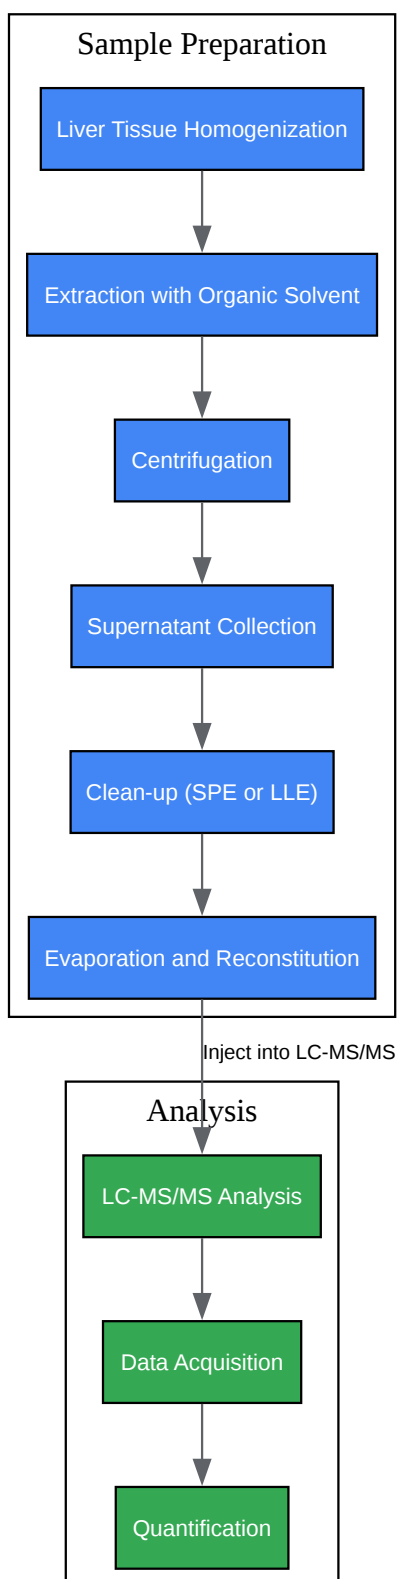 Sample Preparation
Liver Tissue Homogenization
Extraction with Organic Solvent
Centrifugation
Supernatant Collection
Clean-up (SPE or LLE)
Evaporation and Reconstitution
Inject into LC-MS/MS
Analysis
LC-MS/MS Analysis
Data Acquisition
Quantification